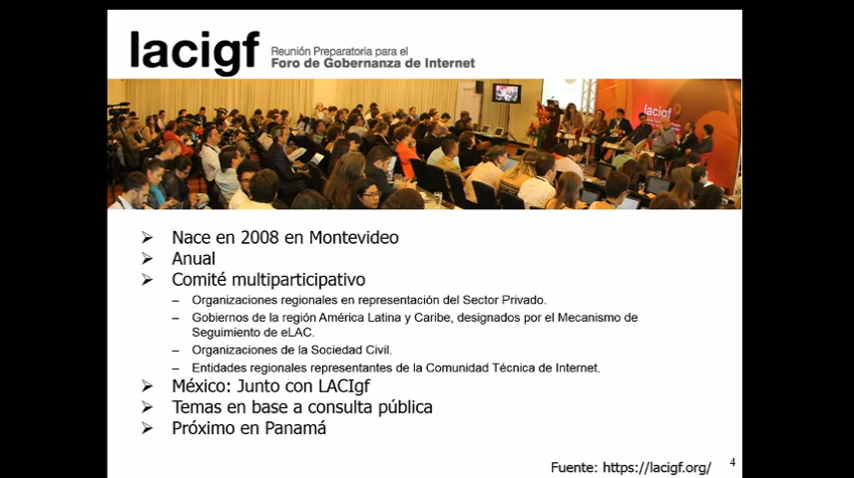 lacigf
Reunión Preparatoria para el
Foro de Gobernanza de Internet
lacigf
➢ Nace en 2008 en Montevideo
➢ Anual
➢ Comité multiparticipativo
– Organizaciones regionales en representación del Sector Privado.
– Gobiernos de la región América Latina y Caribe, designados por el Mecanismo de
Seguimiento de eLAC.
– Organizaciones de la Sociedad Civil.
– Entidades regionales representantes de la Comunidad Técnica de Internet.
➢ México: Junto con LACIgf
➢ Temas en base a consulta pública
➢ Próximo en Panamá
Fuente: https://lacigf.org/
4